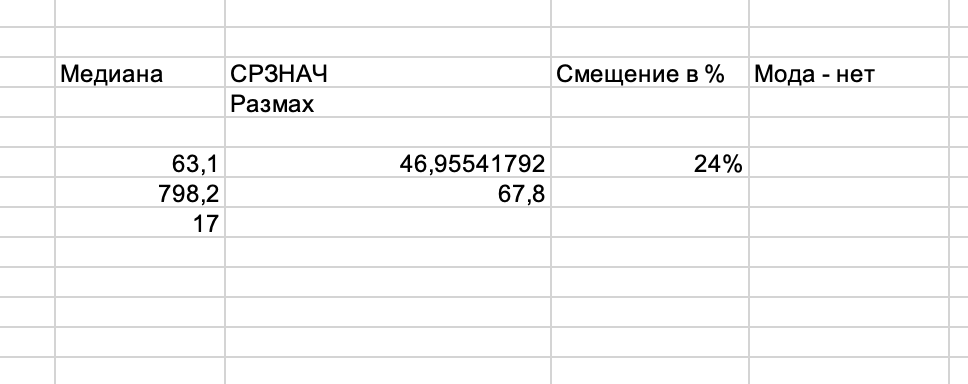 Медиана СРЗНАЧ Смещение в % Мода - нет
Размах
63,1 46,95541792 24%
798,2 67,8
17